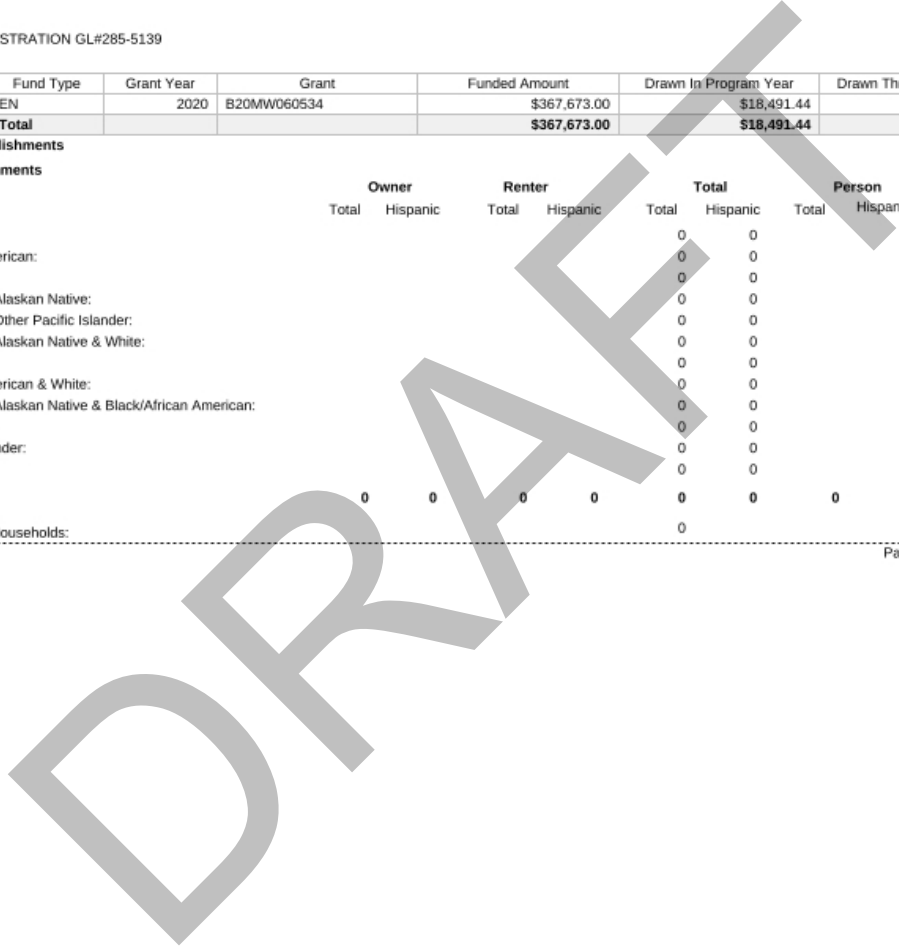 STRATION GL#285-5139
Fund Type Grant Year Grant Funded Amount Drawn In Program Year Drawn Th
EN 2020 B20MW060534 $367,673.00 $18,491.44
Total $367,673.00 $18,491.44
lishments
ments
Owner Renter Total Person
Total Hispanic Total Hispanic Total Hispanic Total Hispan
0 0
erican: 0 0
0 0
Alaskan Native: 0 0
Other Pacific Islander: 0 0
Alaskan Native & White: 0 0
0 0
erican & White: 0 0
Alaskan Native & Black/African American: 0 0
0 0
nder: 0 0
0 0
0 0 0 0 0 0 0
ouseholds: 0
Pa
DRAFT